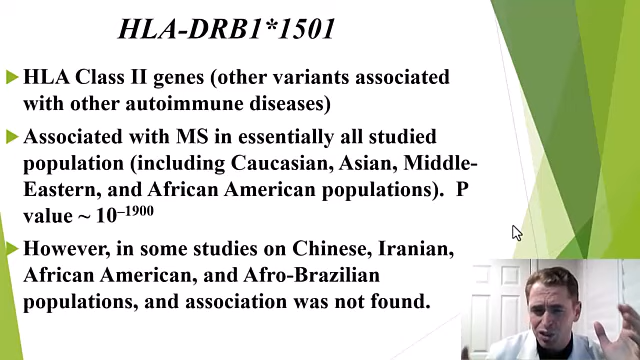 HLA-DRB1*1501
HLA Class II genes (other variants associated
with other autoimmune diseases)
Associated with MS in essentially all studied
population (including Caucasian, Asian, Middle-
Eastern, and African American populations). P
value ~ 10⁻¹⁹⁰⁰
However, in some studies on Chinese, Iranian,
African American, and Afro-Brazilian
populations, and association was not found.